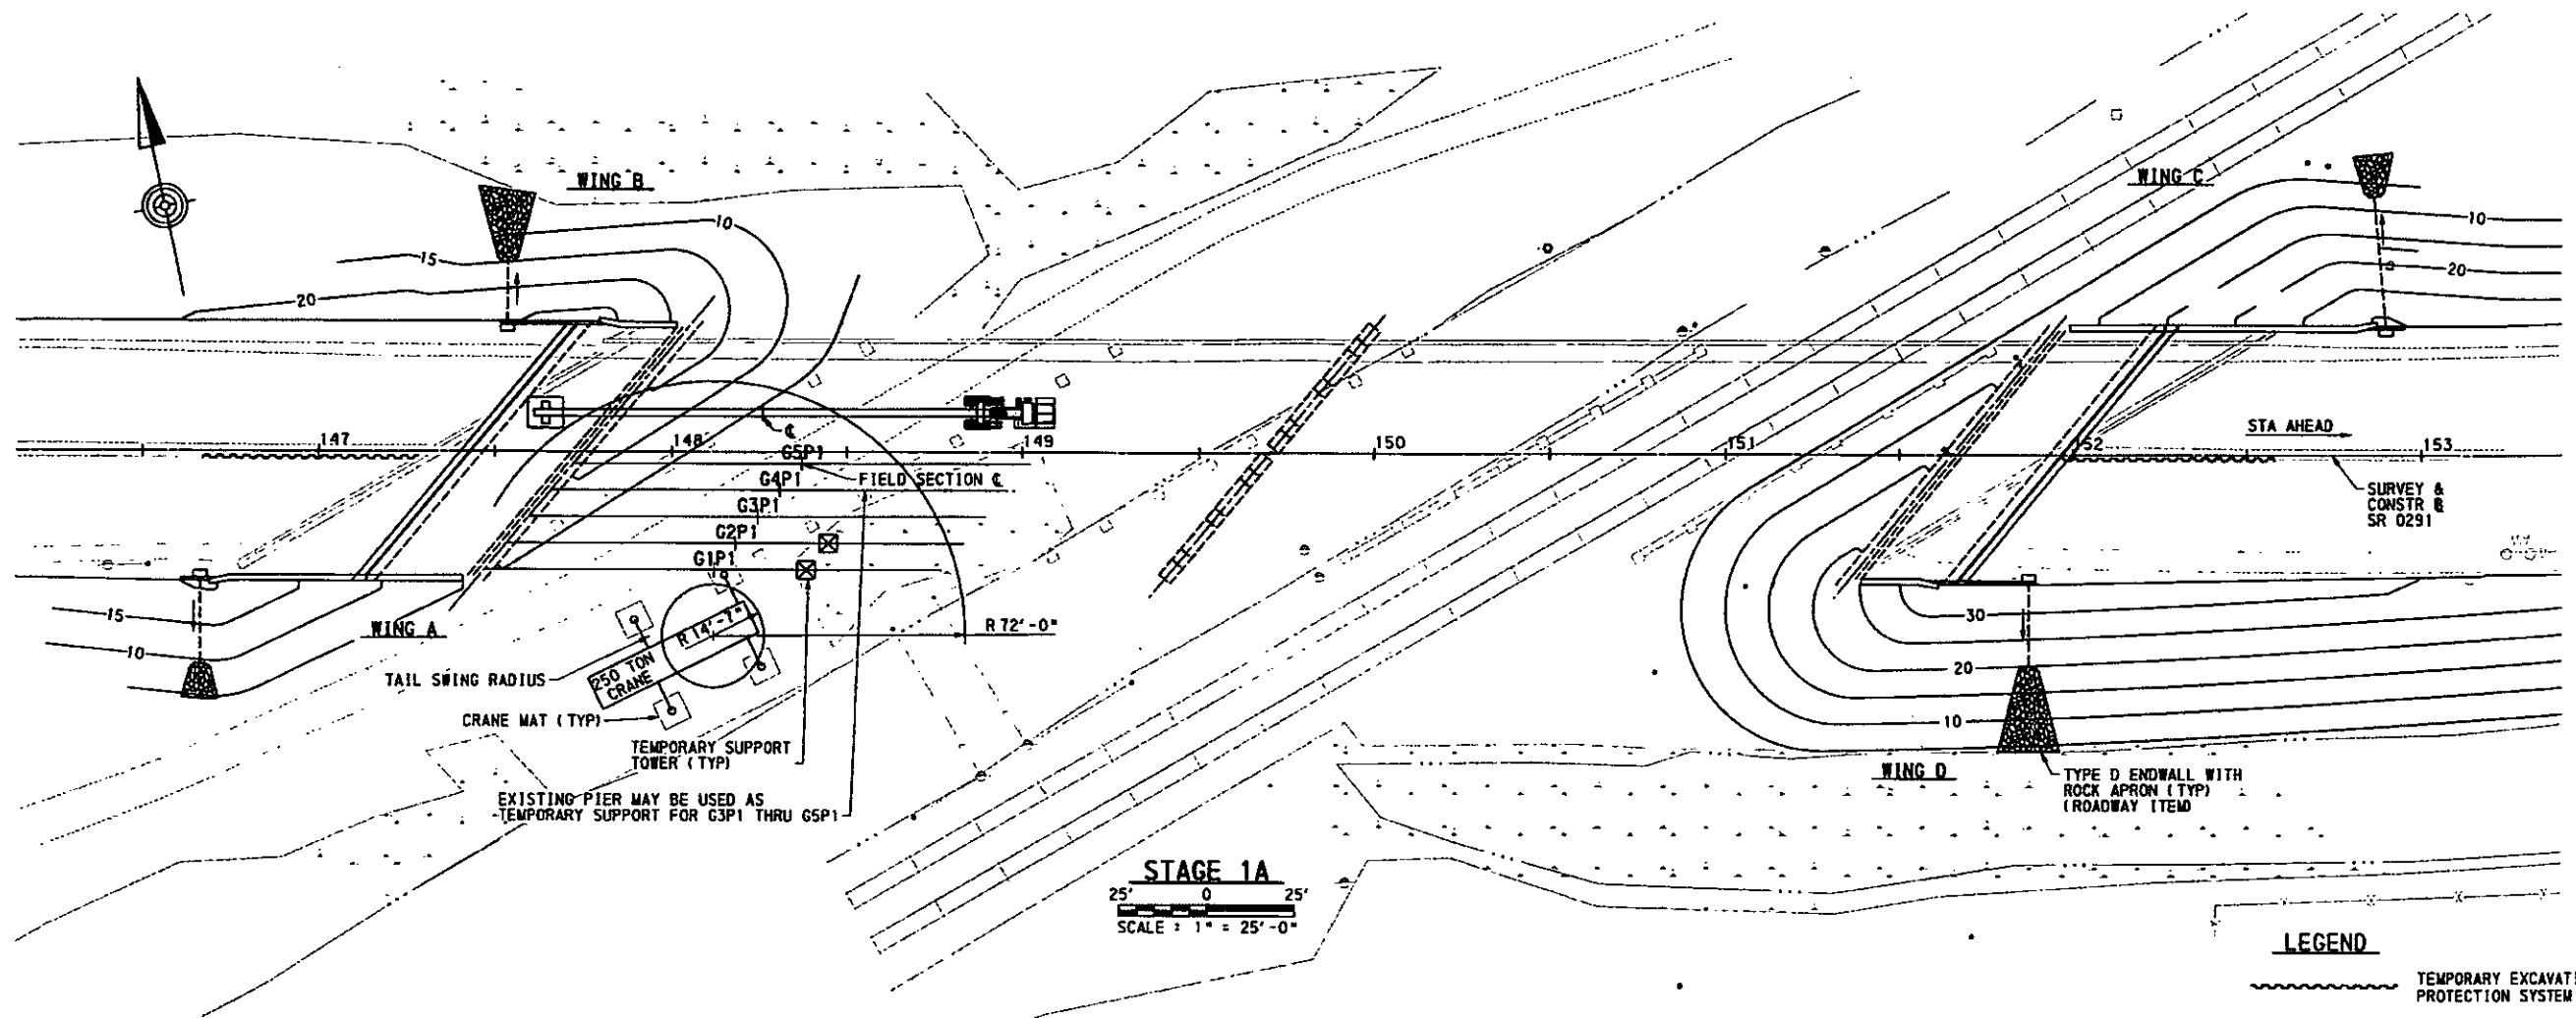 WING B
WING C
10
10
15
20
20
147
148
149
150
151
152
153
STA AHEAD
G5P1
G4P1
FIELD SECTION ℄
G3P1
G2P1
G1P1
SURVEY &
CONSTR ℄
SR 0291
15
10
WING A
R 14'-7"
R 72'-0"
30
20
10
TAIL SWING RADIUS
250 TON
CRANE
CRANE MAT (TYP)
TEMPORARY SUPPORT
TOWER (TYP)
EXISTING PIER MAY BE USED AS
TEMPORARY SUPPORT FOR G3P1 THRU G5P1
WING D
TYPE D ENDWALL WITH
ROCK APRON (TYP)
(ROADWAY ITEM)
STAGE 1A
25' 0 25'
SCALE : 1" = 25'-0"
LEGEND
TEMPORARY EXCAVAT
PROTECTION SYSTEM